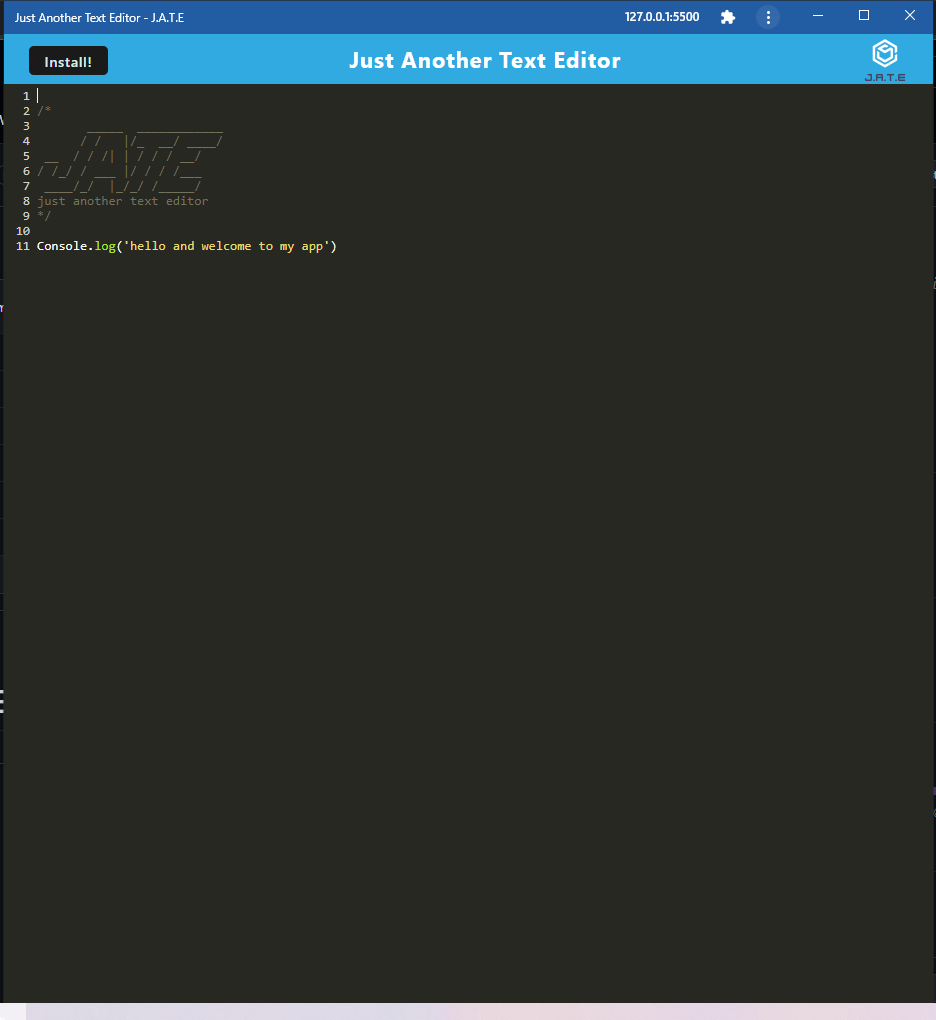 Just Another Text Editor - J.A.T.E 127.0.0.1:5500
Install! Just Another Text Editor J.A.T.E
1
2 /*
3       _____  ____________
4      / /   |/_  __/ ____/
5 __  / / /| | / / / __/
6 / /_/ / ___ |/ / / /___
7 ____/_/  |_/_/ /_____/
8 just another text editor
9 */
10
11 Console.log('hello and welcome to my app')